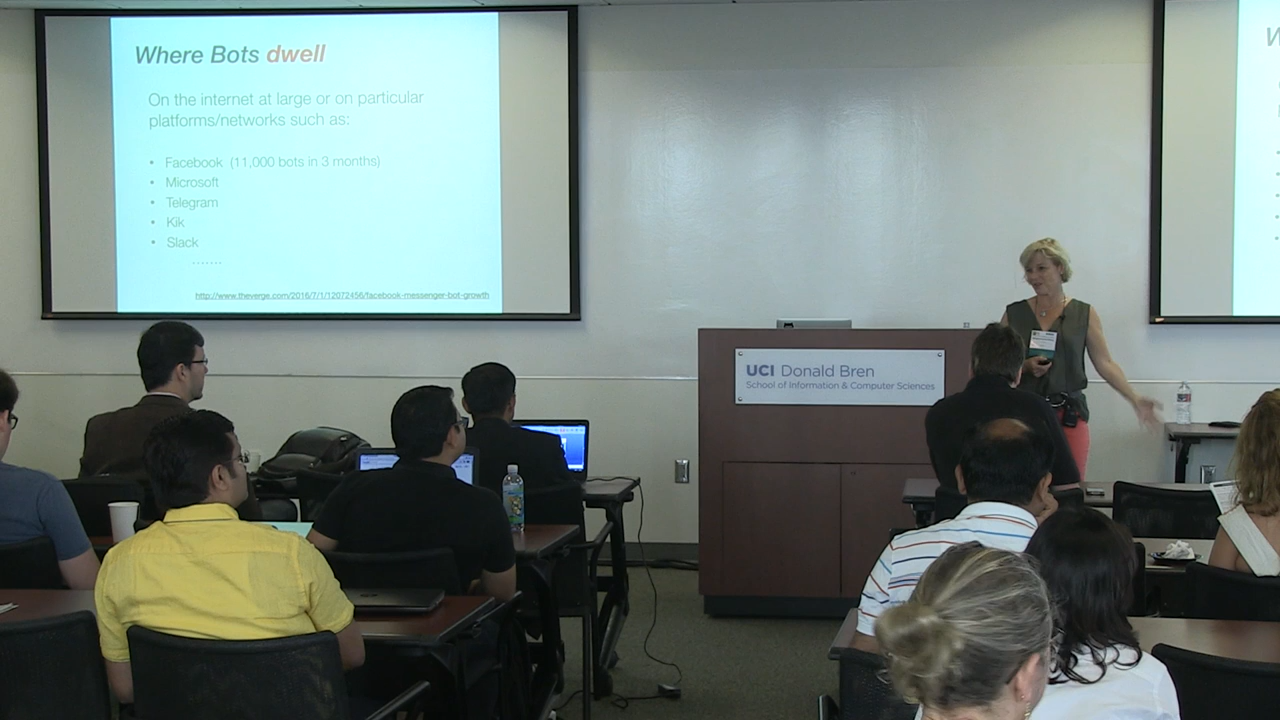 Where Bots dwell
On the internet at large or on particular
platforms/networks such as:
• Facebook (11,000 bots in 3 months)
• Microsoft
• Telegram
• Kik
• Slack
.......
http://www.theverge.com/2016/7/1/12072456/facebook-messenger-bot-growth
UCI Donald Bren
School of Information & Computer Sciences
W